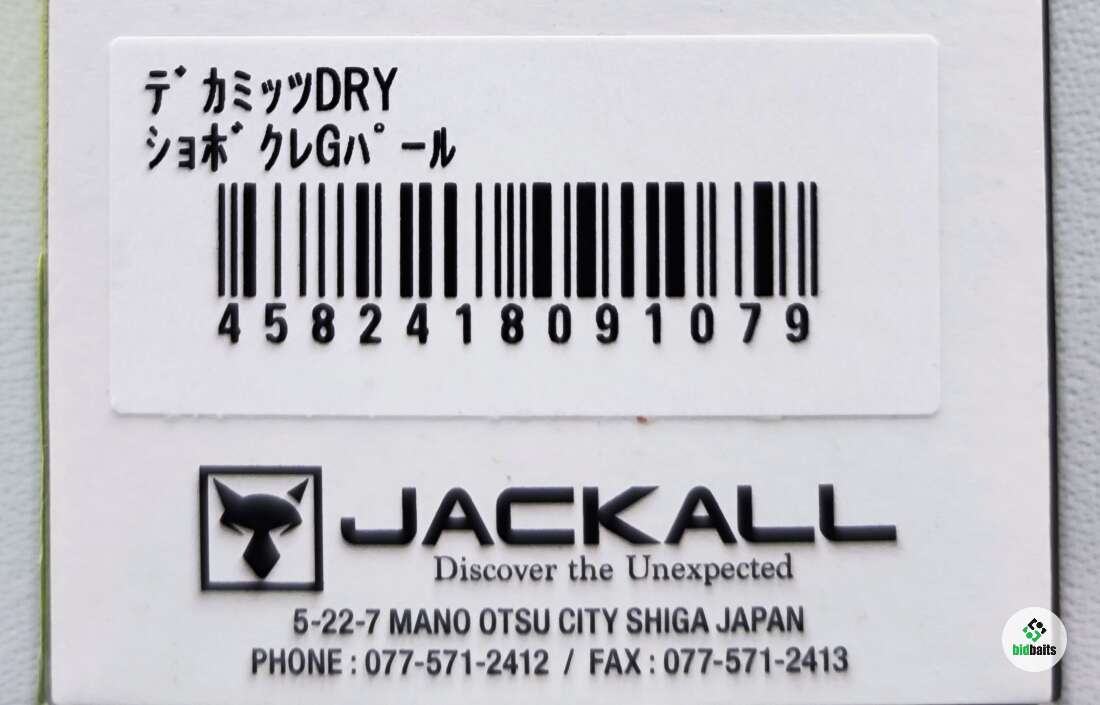 ﾃﾞｶﾐｯﾂDRY
ｼｮﾎﾞｸﾚGﾊﾟｰﾙ
4582418091079
JACKALL
Discover the Unexpected
5-22-7 MANO OTSU CITY SHIGA JAPAN
PHONE : 077-571-2412 / FAX : 077-571-2413
bidbaits